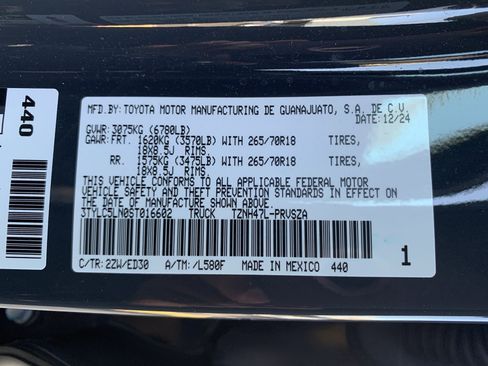 440
MFD.BY: TOYOTA MOTOR MANUFACTURING DE GUANAJUATO, S.A. DE C.V.
DATE: 12/24
GVWR: 3075KG (6780LB)
GAWR: FRT. 1620KG (3570LB) WITH 265/70R18 TIRES,
18X8.5J RIMS.
RR. 1575KG (3475LB) WITH 265/70R18 TIRES,
18X8.5J RIMS.
THIS VEHICLE CONFORMS TO ALL APPLICABLE FEDERAL MOTOR
VEHICLE SAFETY AND THEFT PREVENTION STANDARDS IN EFFECT ON
THE DATE OF MANUFACTURE SHOWN ABOVE.
3TYLC5LN0ST016602 TRUCK TZNH47L-PRVSZA
C/TR: 2ZW/ED30 A/TM: /L580F MADE IN MEXICO 440
1